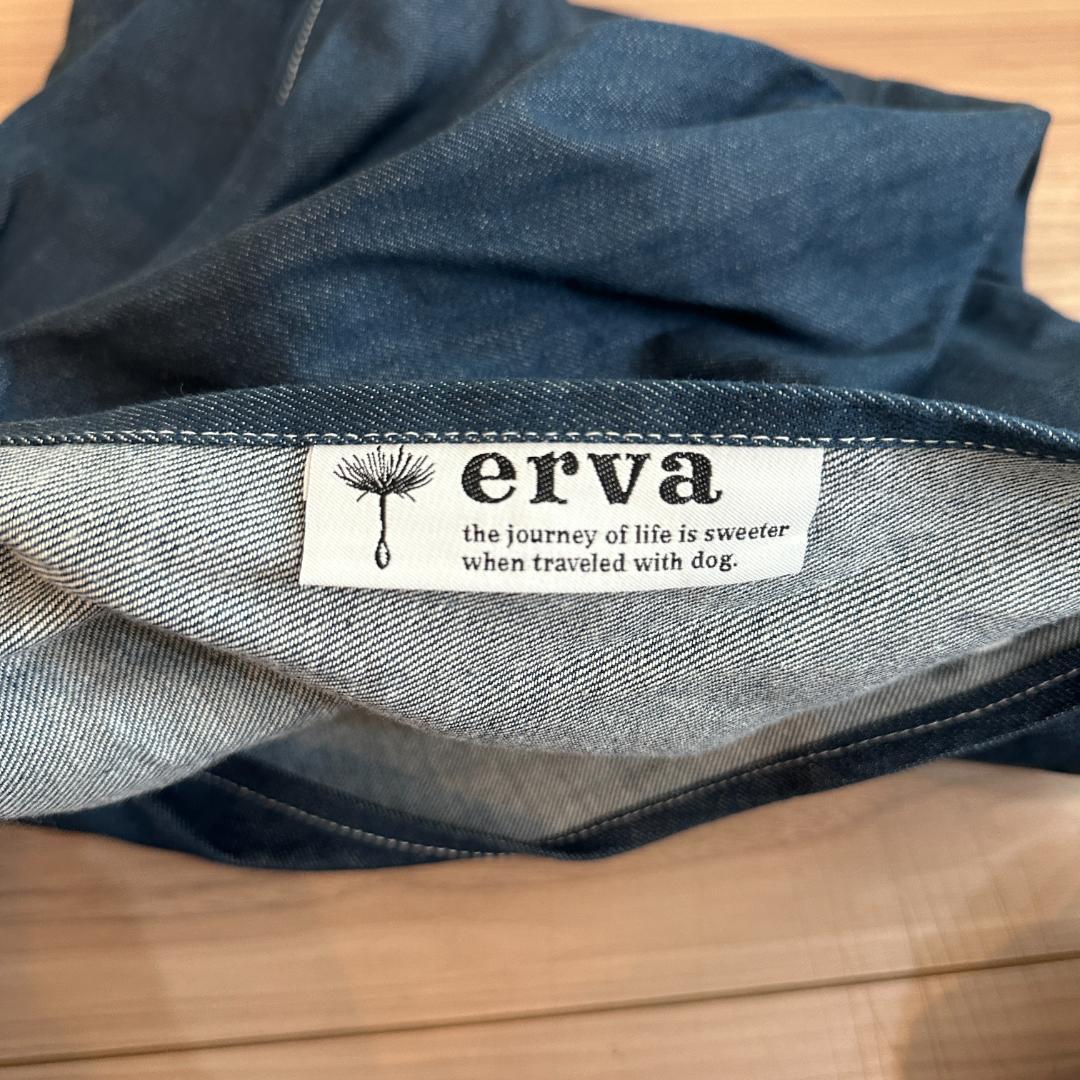 erva
the journey of life is sweeter
when traveled with dog.